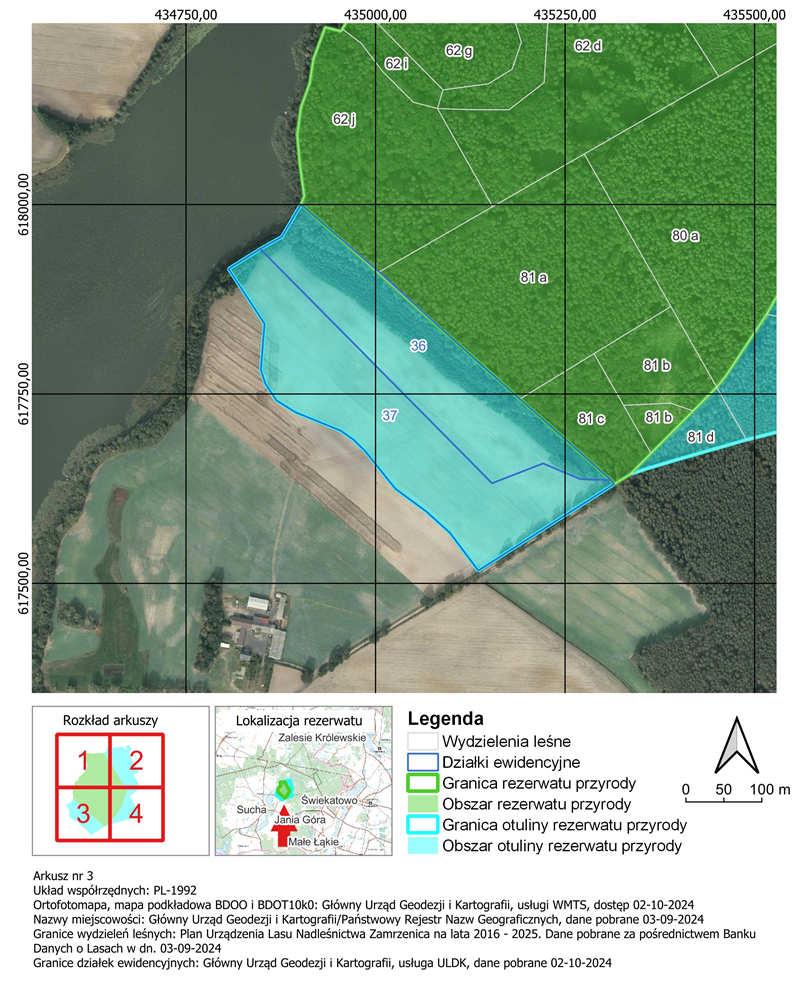 434750,00 435000,00 435250,00 435500,00
62 g
62 d
62 i
62 j
618000,00
80 a
81 a
36
81 b
617750,00
37
81 c
81 b
81 d
617500,00
Rozkład arkuszy
1 2
3 4
Lokalizacja rezerwatu
Zalesie Królewskie
Świekatowo
Sucha
Jania Góra
Małe Łąkie
Legenda
Wydzielenia leśne
Działki ewidencyjne
Granica rezerwatu przyrody
Obszar rezerwatu przyrody
Granica otuliny rezerwatu przyrody
Obszar otuliny rezerwatu przyrody
0 50 100 m
Arkusz nr 3
Układ współrzędnych: PL-1992
Ortofotomapa, mapa podkładowa BDOO i BDOT10k0: Główny Urząd Geodezji i Kartografii, usługi WMTS, dostęp 02-10-2024
Nazwy miejscowości: Główny Urząd Geodezji i Kartografii/Państwowy Rejestr Nazw Geograficznych, dane pobrane 03-09-2024
Granice wydzieleń leśnych: Plan Urządzenia Lasu Nadleśnictwa Zamrzenica na lata 2016 - 2025. Dane pobrane za pośrednictwem Banku
Danych o Lasach w dn. 03-09-2024
Granice działek ewidencyjnych: Główny Urząd Geodezji i Kartografii, usługa ULDK, dane pobrane 02-10-2024